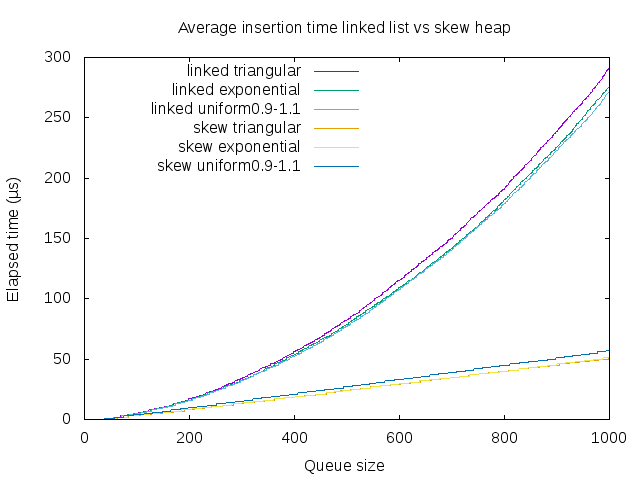 Average insertion time linked list vs skew heap
300
250
200
150
100
50
0
Elapsed time (µs)
linked triangular
linked exponential
linked uniform0.9-1.1
skew triangular
skew exponential
skew uniform0.9-1.1
0 200 400 600 800 1000
Queue size